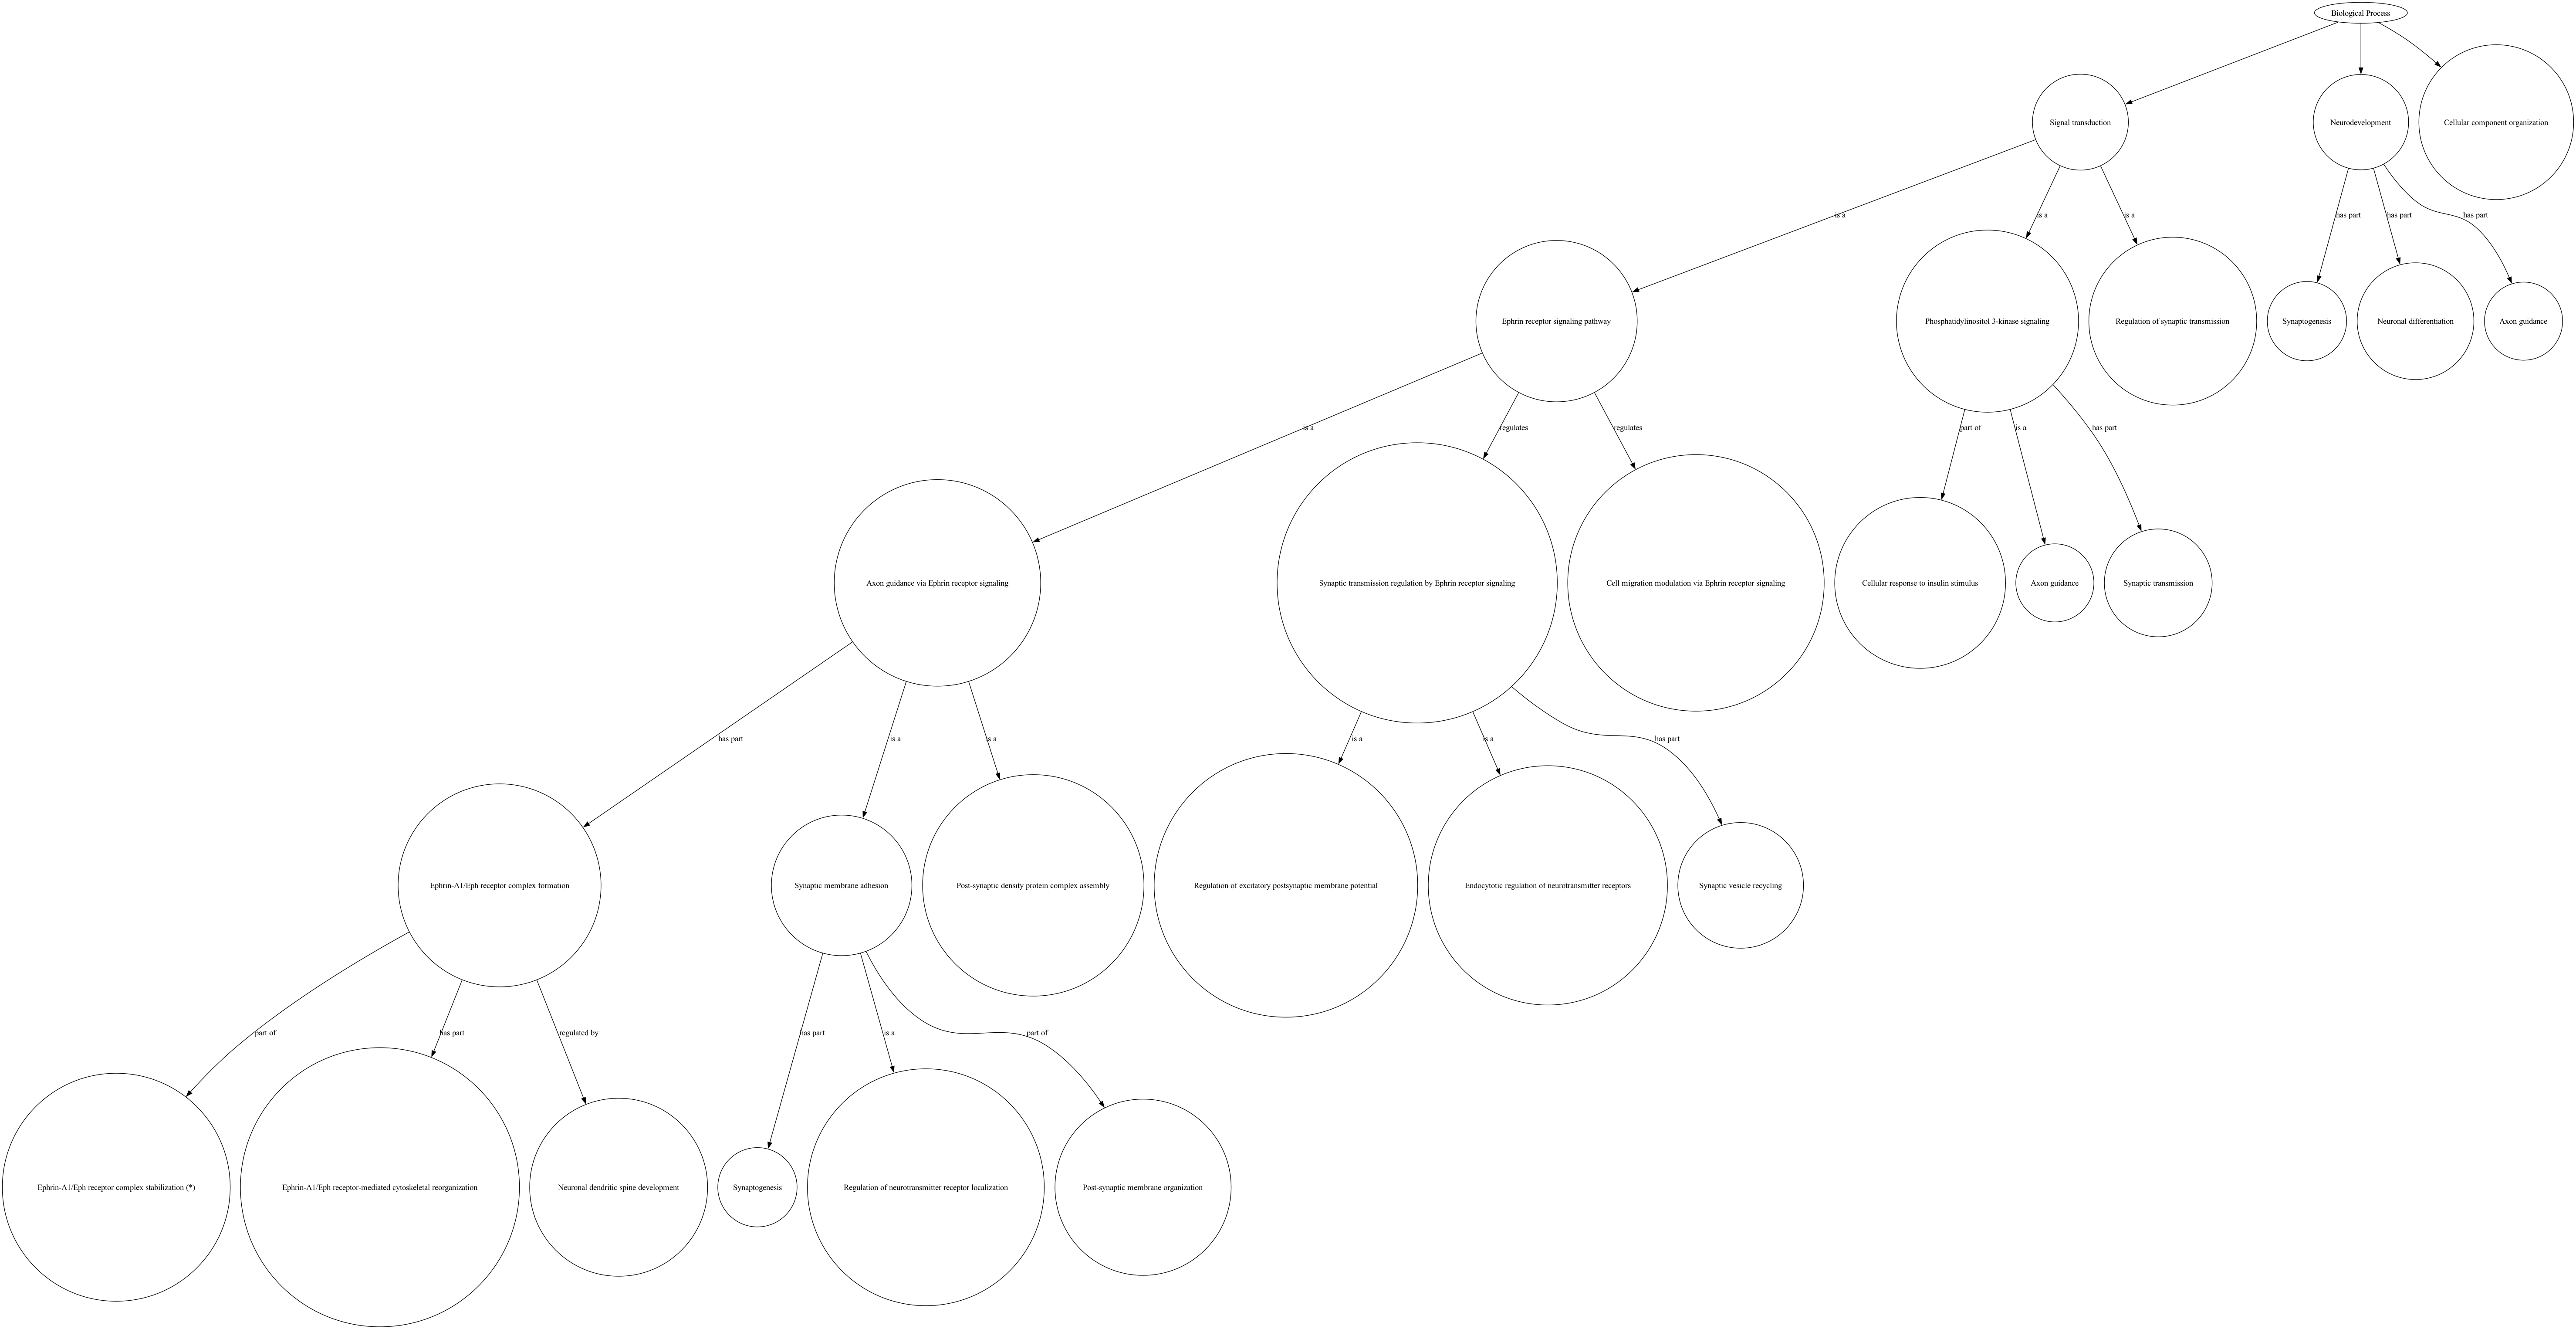 Biological Process
Signal transduction
Neurodevelopment
Cellular component organization
is a
is a
is a
has part
has part
has part
Ephrin receptor signaling pathway
Phosphatidylinositol 3-kinase signaling
Regulation of synaptic transmission
Synaptogenesis
Neuronal differentiation
Axon guidance
is a
regulates
regulates
part of
is a
has part
Axon guidance via Ephrin receptor signaling
Synaptic transmission regulation by Ephrin receptor signaling
Cell migration modulation via Ephrin receptor signaling
Cellular response to insulin stimulus
Axon guidance
Synaptic transmission
has part
is a
is a
is a
is a
has part
Ephrin-A1/Eph receptor complex formation
Synaptic membrane adhesion
Post-synaptic density protein complex assembly
Regulation of excitatory postsynaptic membrane potential
Endocytotic regulation of neurotransmitter receptors
Synaptic vesicle recycling
part of
has part
regulated by
has part
is a
part of
Ephrin-A1/Eph receptor complex stabilization (*)
Ephrin-A1/Eph receptor-mediated cytoskeletal reorganization
Neuronal dendritic spine development
Synaptogenesis
Regulation of neurotransmitter receptor localization
Post-synaptic membrane organization